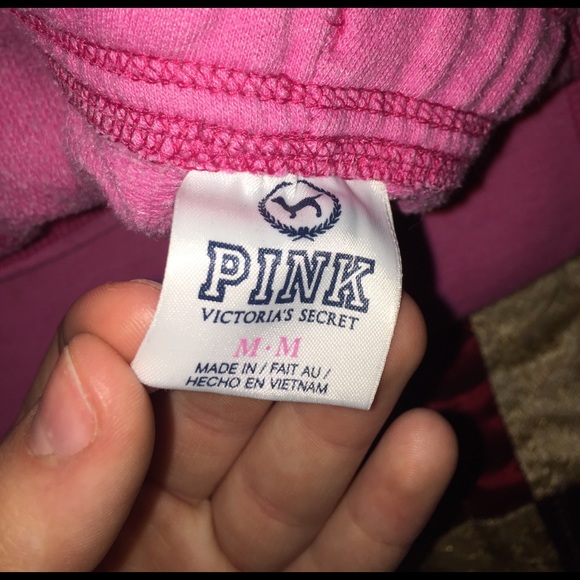 PINK
VICTORIA'S SECRET
M·M
MADE IN / FAIT AU /
HECHO EN VIETNAM